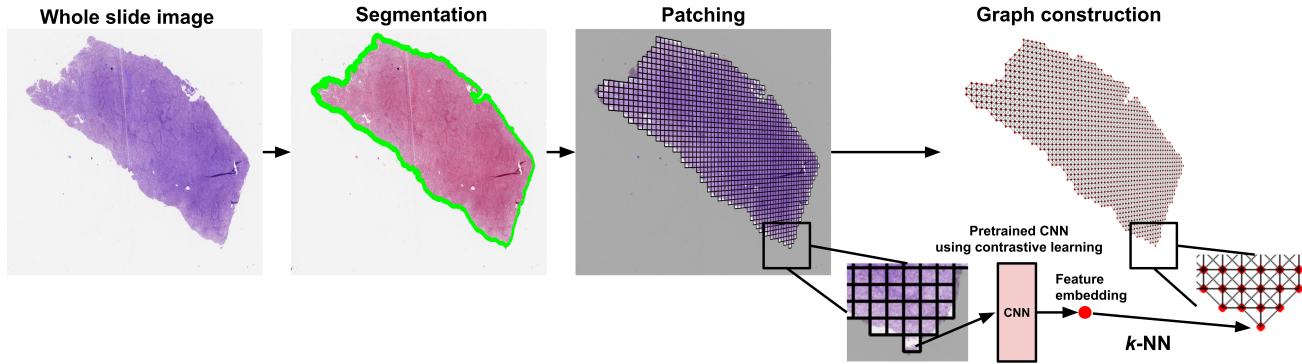 Whole slide image
Segmentation
Patching
Graph construction
Pretrained CNN
using contrastive learning
CNN
Feature
embedding
k-NN